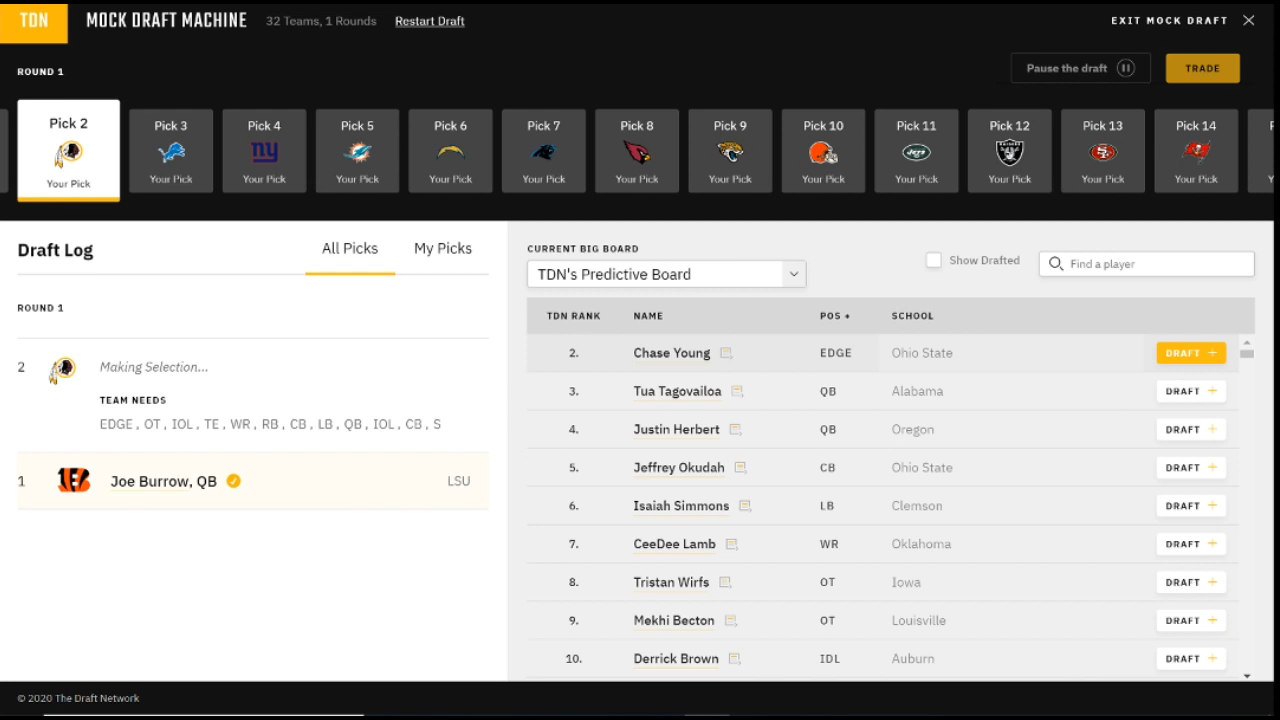 TDN MOCK DRAFT MACHINE 32 Teams, 1 Rounds Restart Draft EXIT MOCK DRAFT
ROUND 1 Pause the draft TRADE
Pick 2 Pick 3 Pick 4 Pick 5 Pick 6 Pick 7 Pick 8 Pick 9 Pick 10 Pick 11 Pick 12 Pick 13 Pick 14
ny JETS RAIDERS SF
Your Pick Your Pick Your Pick Your Pick Your Pick Your Pick Your Pick Your Pick Your Pick Your Pick Your Pick Your Pick Your Pick
Draft Log All Picks My Picks
ROUND 1
2 Making Selection...
TEAM NEEDS
EDGE, OT, IOL, TE, WR, RB, CB, LB, QB, IOL, CB, S
1 Joe Burrow, QB LSU
CURRENT BIG BOARD
TDN's Predictive Board Show Drafted Find a player
TDN RANK NAME POS + SCHOOL
2. Chase Young EDGE Ohio State DRAFT +
3. Tua Tagovailoa QB Alabama DRAFT +
4. Justin Herbert QB Oregon DRAFT +
5. Jeffrey Okudah CB Ohio State DRAFT +
6. Isaiah Simmons LB Clemson DRAFT +
7. CeeDee Lamb WR Oklahoma DRAFT +
8. Tristan Wirfs OT Iowa DRAFT +
9. Mekhi Becton OT Louisville DRAFT +
10. Derrick Brown IDL Auburn DRAFT +
© 2020 The Draft Network